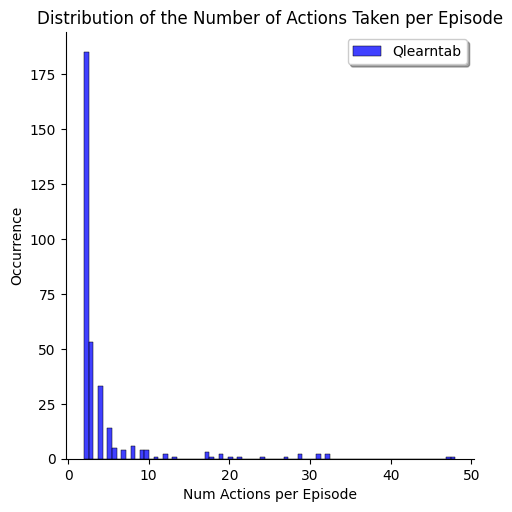 Distribution of the Number of Actions Taken per Episode
Qlearntab
175
150
125
100
75
50
25
0
Occurrence
0 10 20 30 40 50
Num Actions per Episode